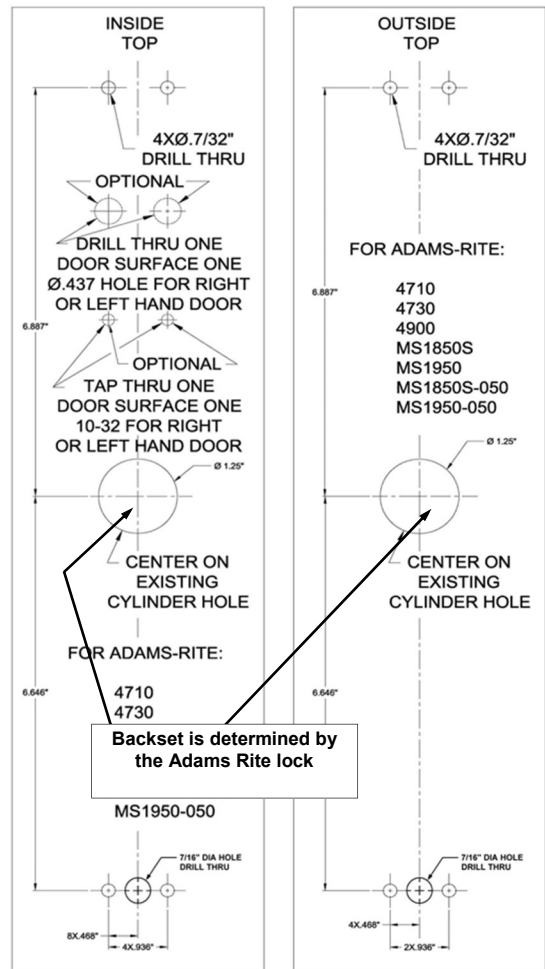 INSIDE
TOP
4XØ.7/32"
DRILL THRU
OPTIONAL
DRILL THRU ONE
DOOR SURFACE ONE
Ø.437 HOLE FOR RIGHT
OR LEFT HAND DOOR
6.887"
OPTIONAL
TAP THRU ONE
DOOR SURFACE ONE
10-32 FOR RIGHT
OR LEFT HAND DOOR
Ø 1.25"
CENTER ON
EXISTING
CYLINDER HOLE
FOR ADAMS-RITE:
6.646"
4710
4730
Backset is determined by
the Adams Rite lock
MS1950-050
7/16" DIA HOLE
DRILL THRU
8X.468"
4X.936"
OUTSIDE
TOP
4XØ.7/32"
DRILL THRU
FOR ADAMS-RITE:
6.887"
4710
4730
4900
MS1850S
MS1950
MS1850S-050
MS1950-050
Ø 1.25"
CENTER ON
EXISTING
CYLINDER HOLE
6.646"
7/16" DIA HOLE
DRILL THRU
4X.468"
2X.936"